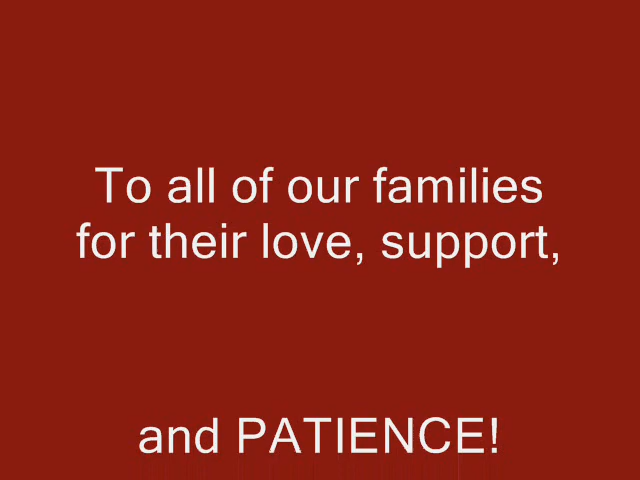 To all of our families
for their love, support,
and PATIENCE!